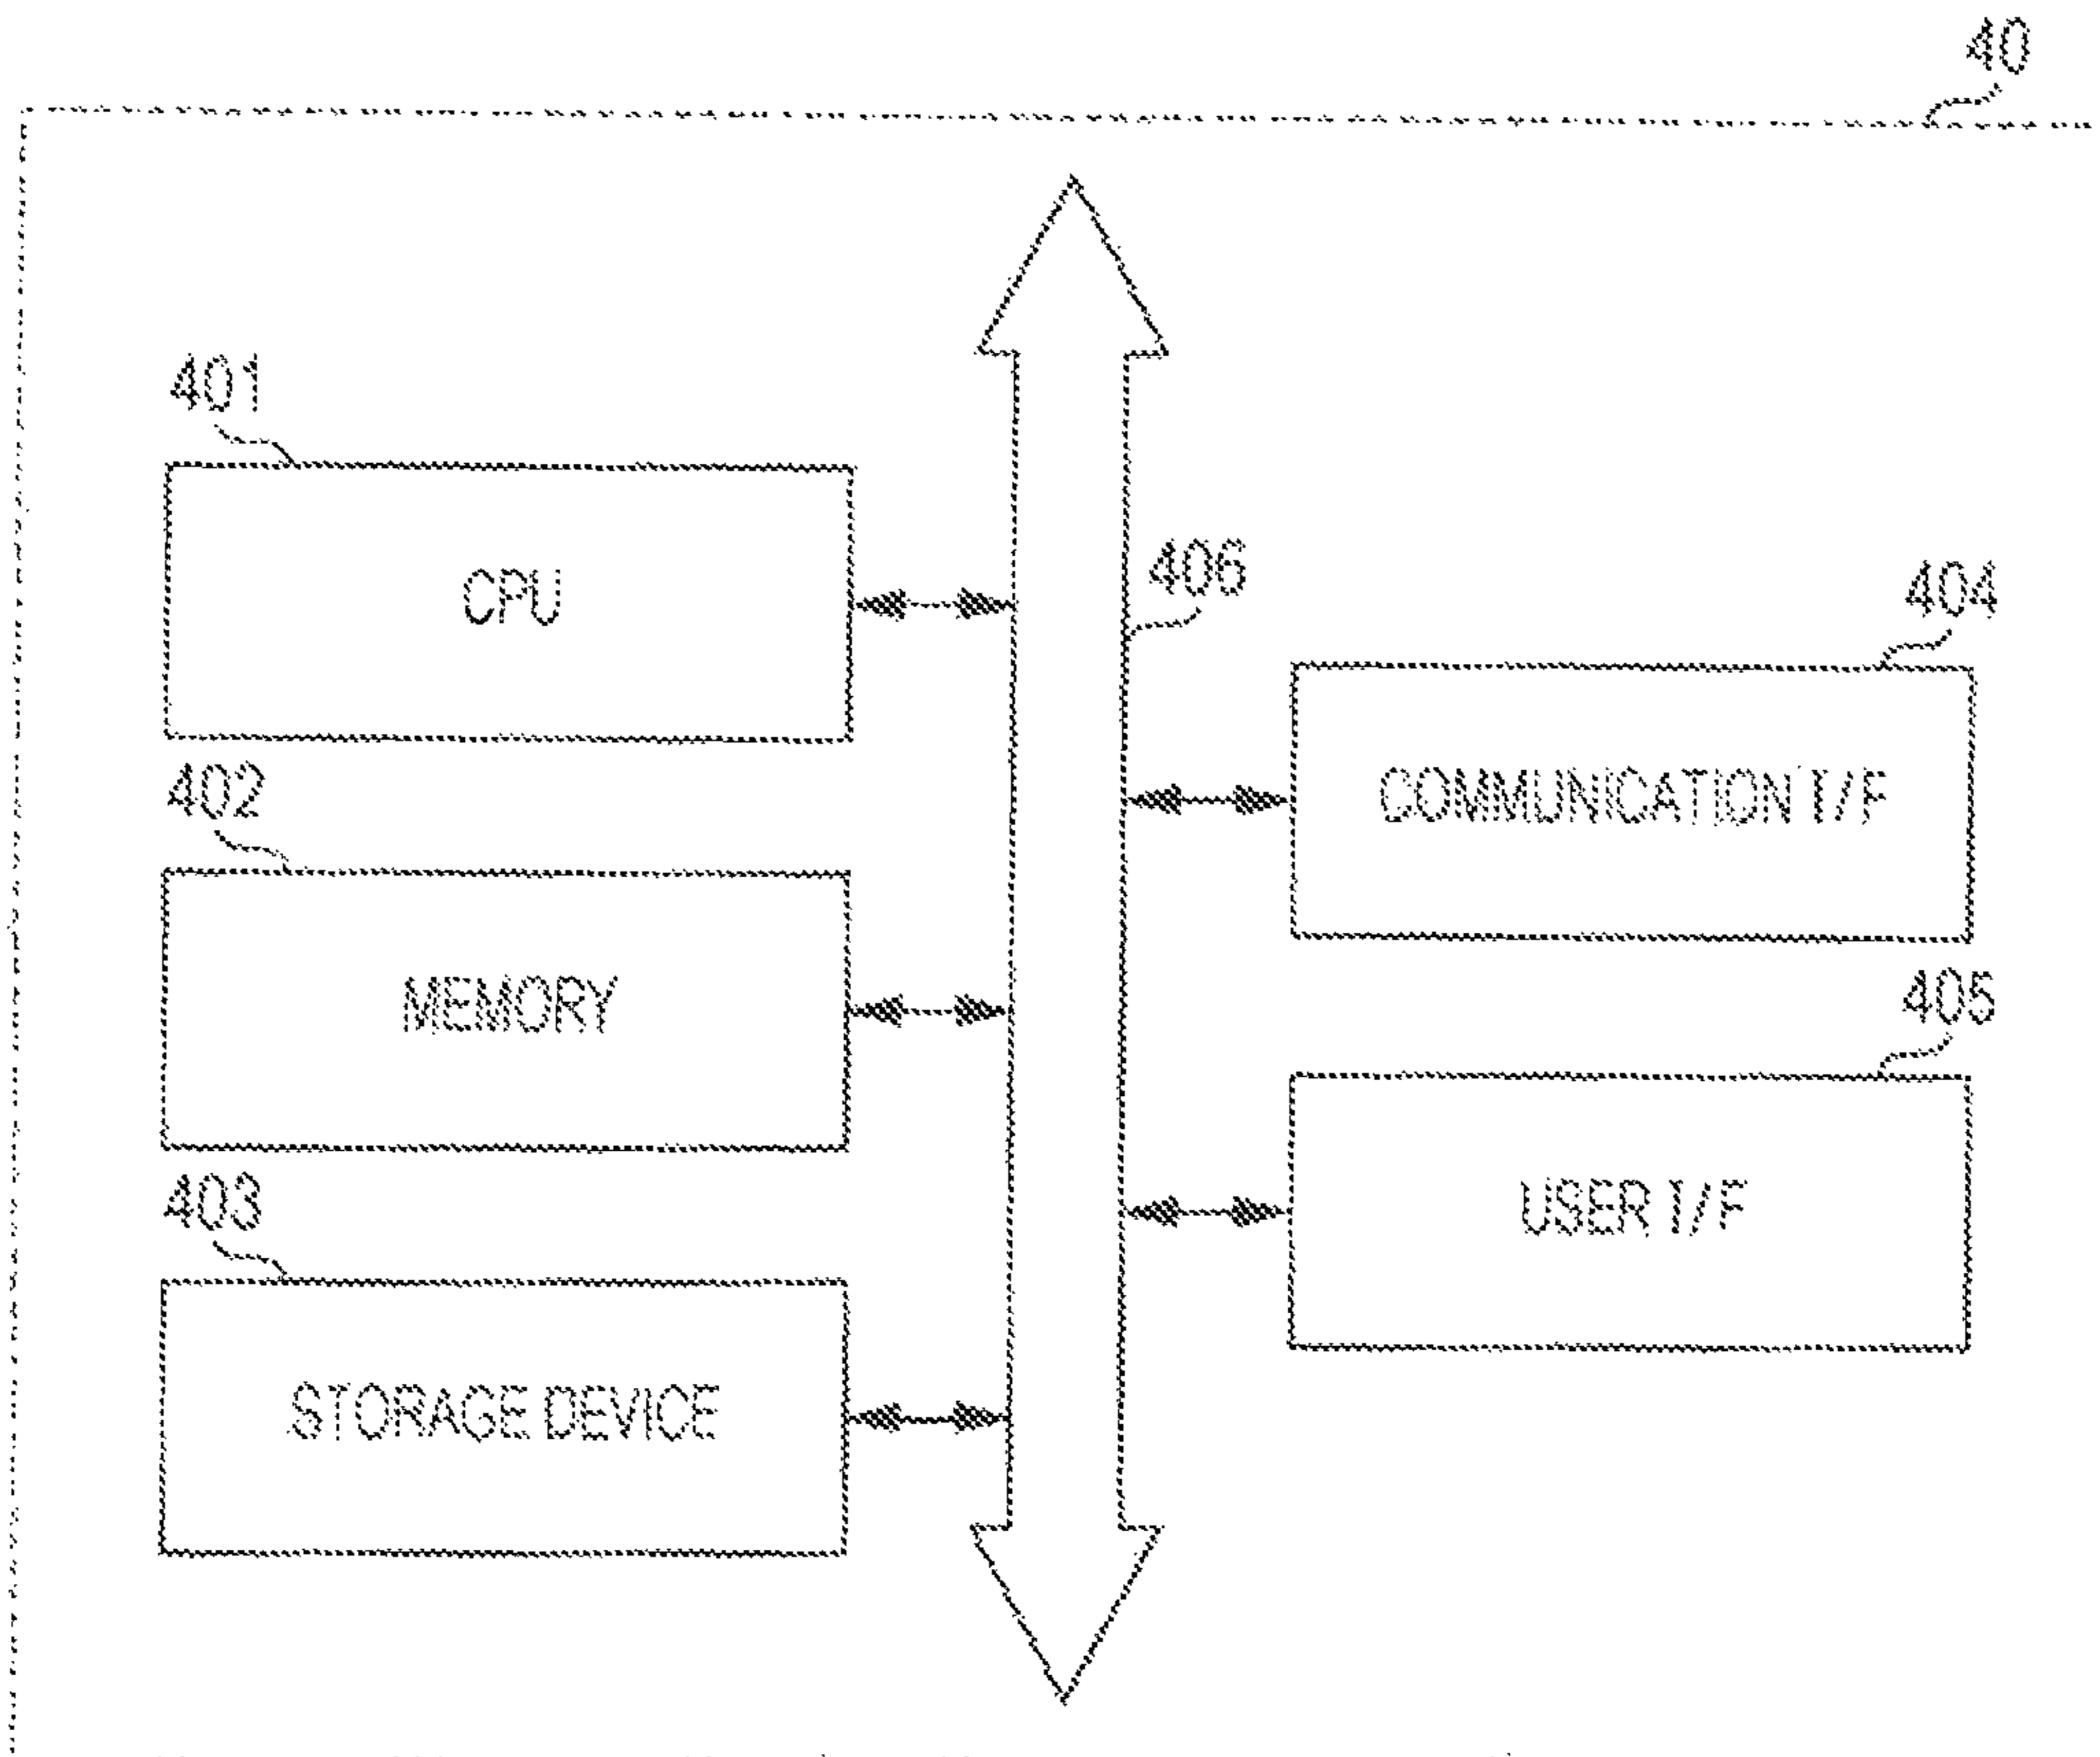 40
401
CPU
406
404
COMMUNICATION I/F
402
MEMORY
405
USER I/F
403
STORAGE DEVICE